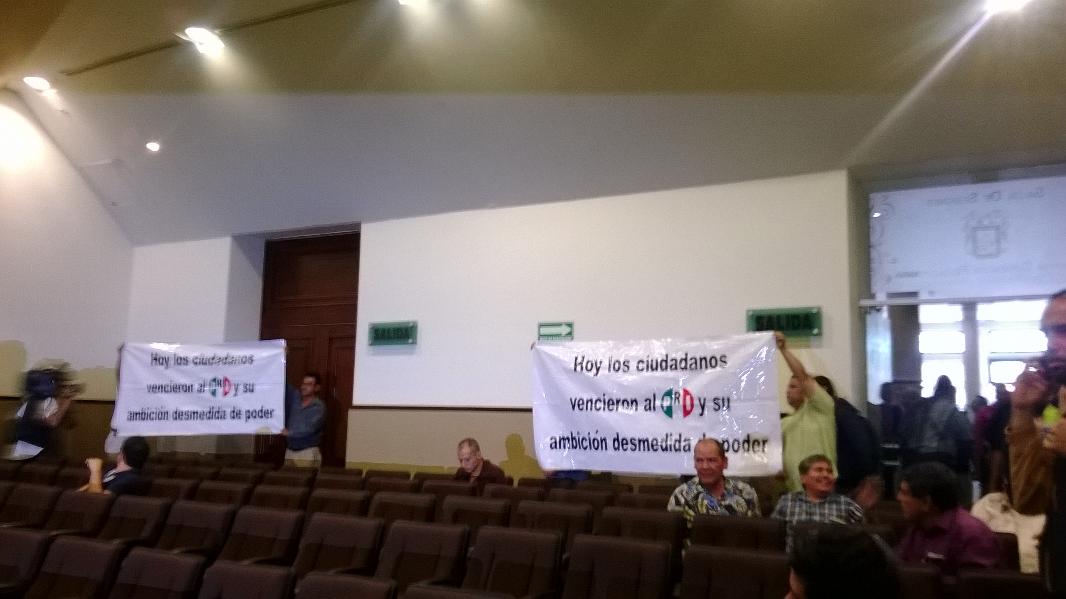 SALIDA
SALIDA
Hoy los ciudadanos
vencieron al PRD y su
ambición desmedida de poder
Hoy los ciudadanos
vencieron al PRD y su
ambición desmedida de poder